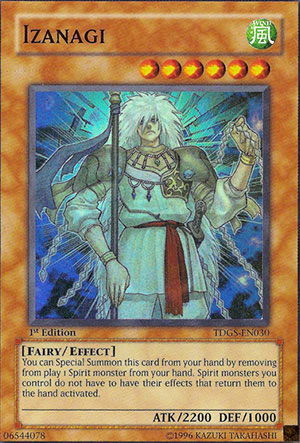 IZANAGI
WIND
風
1st Edition
TDGS-EN030
[FAIRY/EFFECT]
You can Special Summon this card from your hand by removing
from play 1 Spirit monster from your hand. Spirit monsters you
control do not have to have their effects that return them to
the hand activated.
ATK/2200 DEF/1000
06544078
©1996 KAZUKI TAKAHASHI